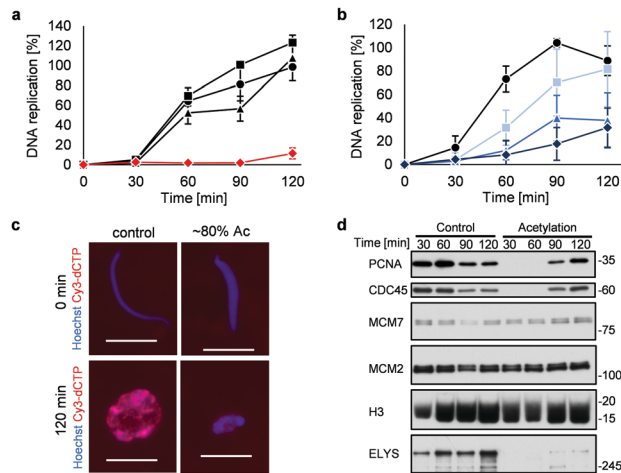 a
DNA replication [%]
140
120
100
80
60
40
20
0
0 30 60 90 120
Time [min]
b
DNA replication [%]
120
100
80
60
40
20
0
0 30 60 90 120
Time [min]
c
control ~80% Ac
0 min
Hoechst Cy3-dCTP
120 min
Hoechst Cy3-dCTP
d
Control Acetylation
Time [min] 30 60 90 120 30 60 90 120
PCNA -35
CDC45 -60
MCM7 -75
MCM2 -100
H3 -20
-15
ELYS -245